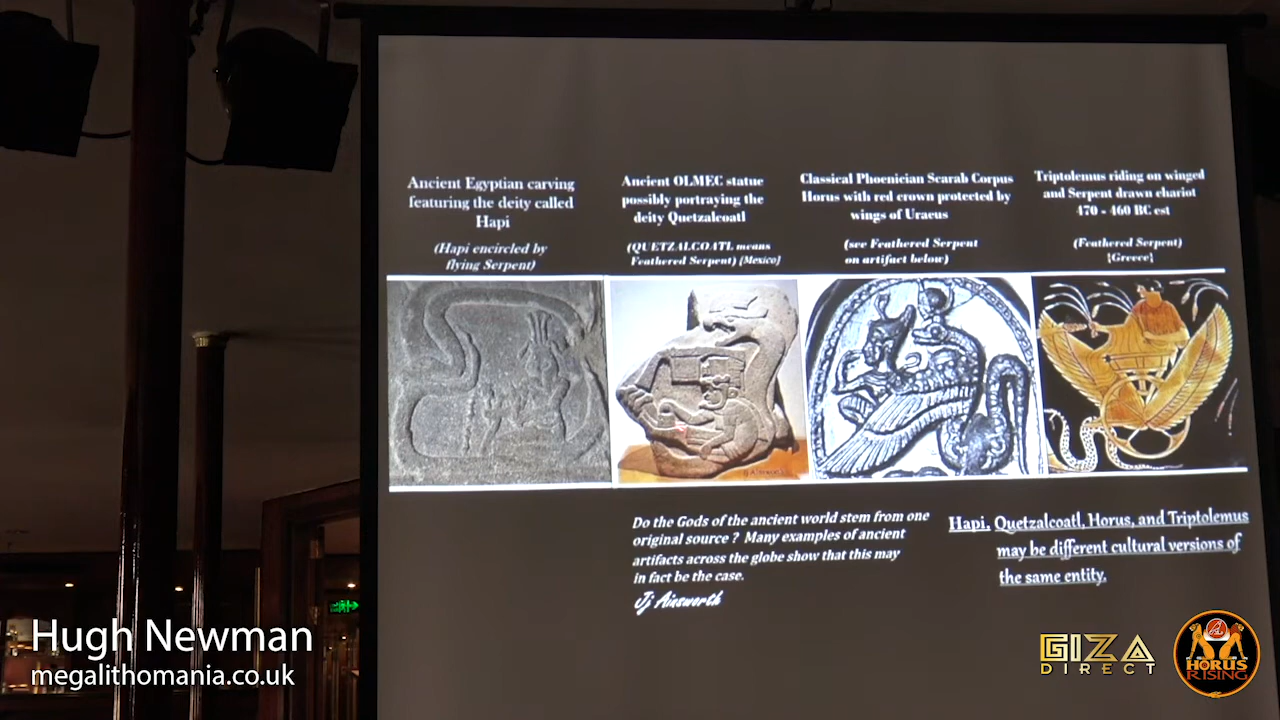 Ancient Egyptian carving
featuring the deity called
Hapi
(Hapi encircled by
flying Serpent)
Ancient OLMEC statue
possibly portraying the
deity Quetzalcoatl
(QUETZALCOATL means
Feathered Serpent) [Mexico]
Classical Phoenician Scarab Corpus
Horus with red crown protected by
wings of Uraeus
(see Feathered Serpent
on artifact below)
Triptolemus riding on winged
and Serpent drawn chariot
470 - 460 BC est
(Feathered Serpent)
{Greece}
Do the Gods of the ancient world stem from one
original source ? Many examples of ancient
artifacts across the globe show that this may
in fact be the case.
Jj Ainsworth
Hapi. Quetzalcoatl, Horus, and Triptolemus
may be different cultural versions of
the same entity.
Hugh Newman
megalithomania.co.uk
GIZA
DIRECT
HORUS
RISING